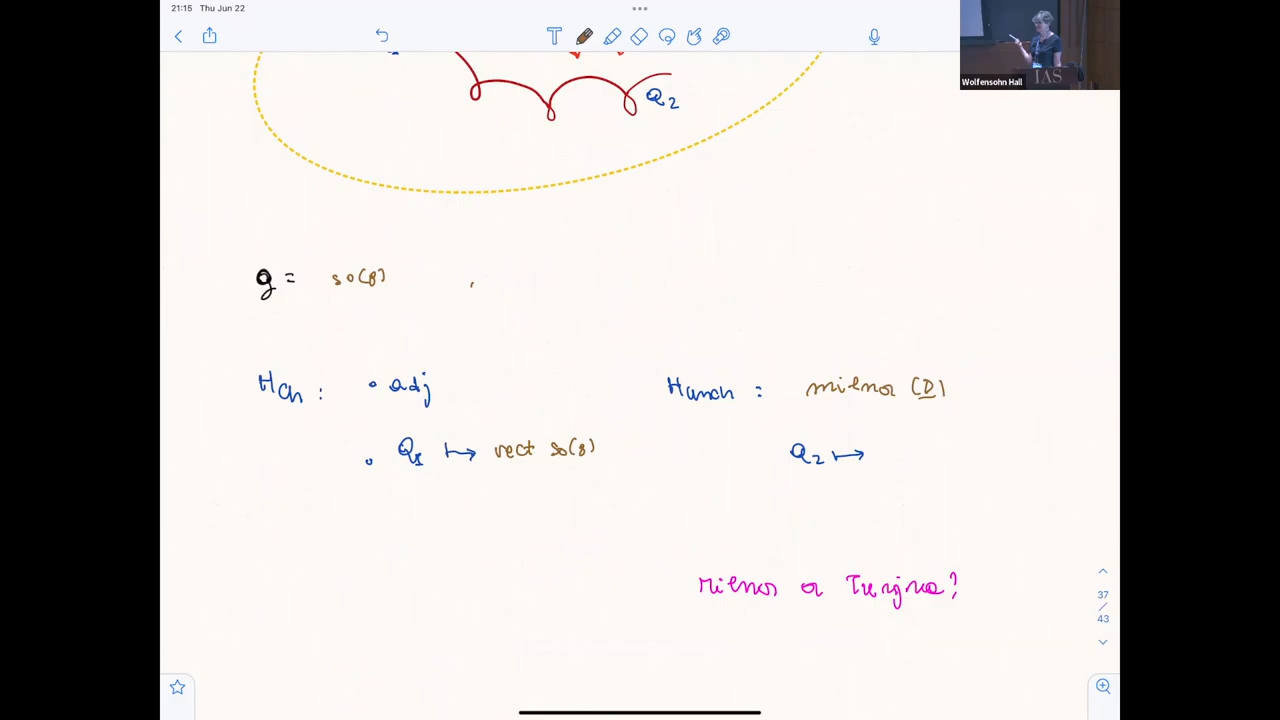 21:15 Thu Jun 22
Wolfensohn Hall
IAS
Q2
g = so(8)
Hch : • adj
Hunch : milnor (D)
• Q1 ↦ vect so(8)
Q2 ↦
Milnor or Tjurina?
37
/
43